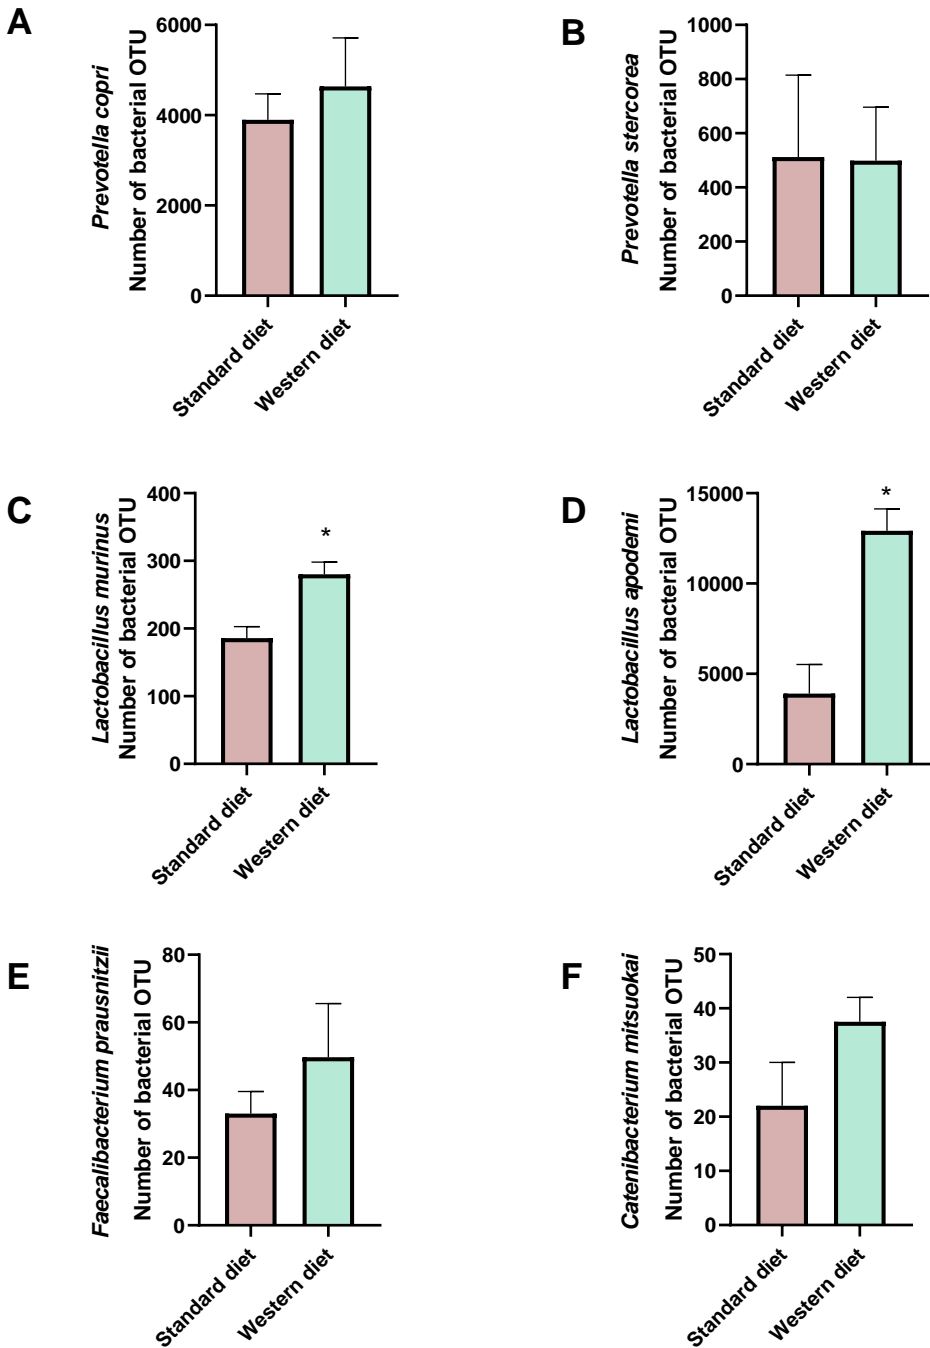 A
Prevotella copri
Number of bacterial OTU
6000
4000
2000
0
Standard diet
Western diet
B
Prevotella stercorea
Number of bacterial OTU
1000
800
600
400
200
0
Standard diet
Western diet
C
Lactobacillus murinus
Number of bacterial OTU
400
300
200
100
0
*
Standard diet
Western diet
D
Lactobacillus apodemi
Number of bacterial OTU
15000
10000
5000
0
*
Standard diet
Western diet
E
Faecalibacterium prausnitzii
Number of bacterial OTU
80
60
40
20
0
Standard diet
Western diet
F
Catenibacterium mitsuokai
Number of bacterial OTU
50
40
30
20
10
0
Standard diet
Western diet